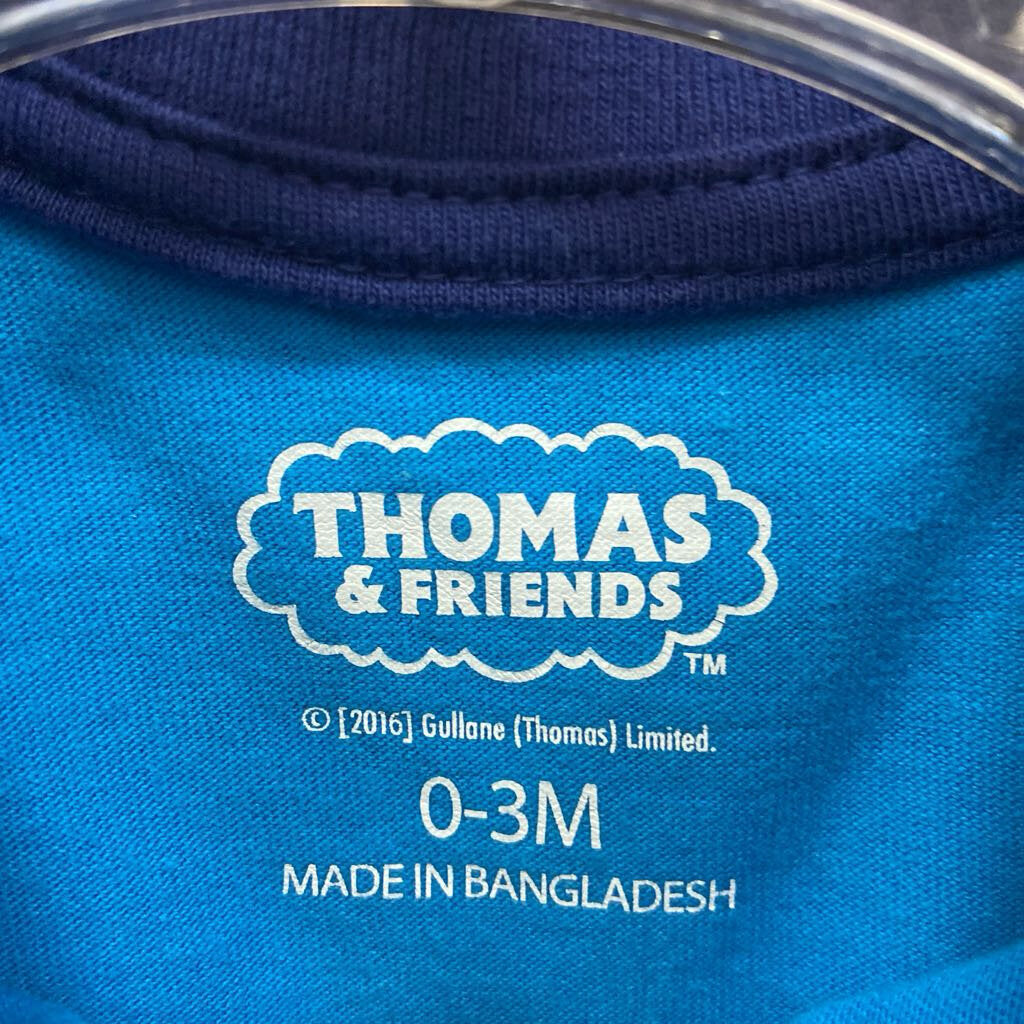 THOMAS
& FRIENDS
TM
© [2016] Gullane (Thomas) Limited.
0-3M
MADE IN BANGLADESH